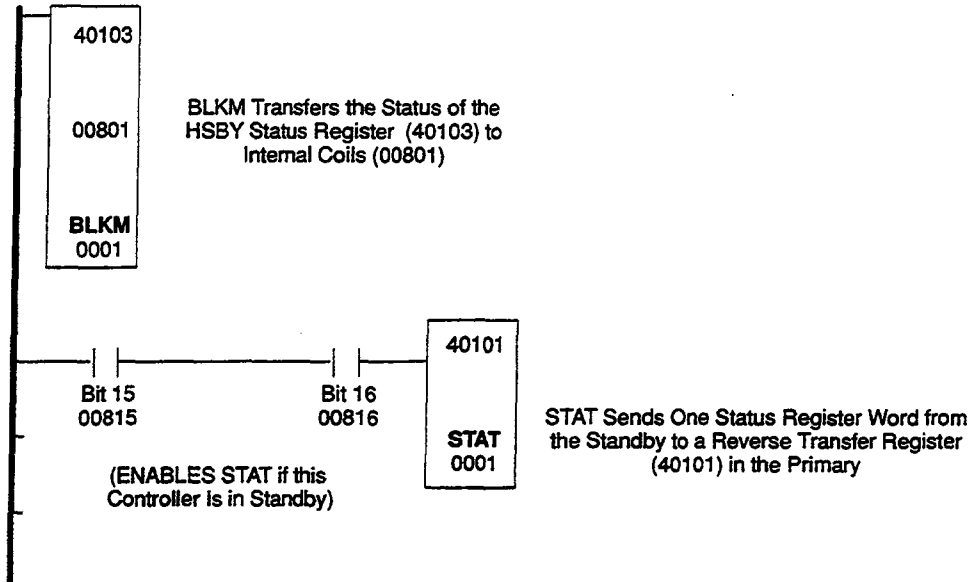 40103
00801
BLKM
0001
BLKM Transfers the Status of the
HSBY Status Register (40103) to
Internal Coils (00801)
Bit 15
00815
Bit 16
00816
(ENABLES STAT if this
Controller is in Standby)
40101
STAT
0001
STAT Sends One Status Register Word from
the Standby to a Reverse Transfer Register
(40101) in the Primary